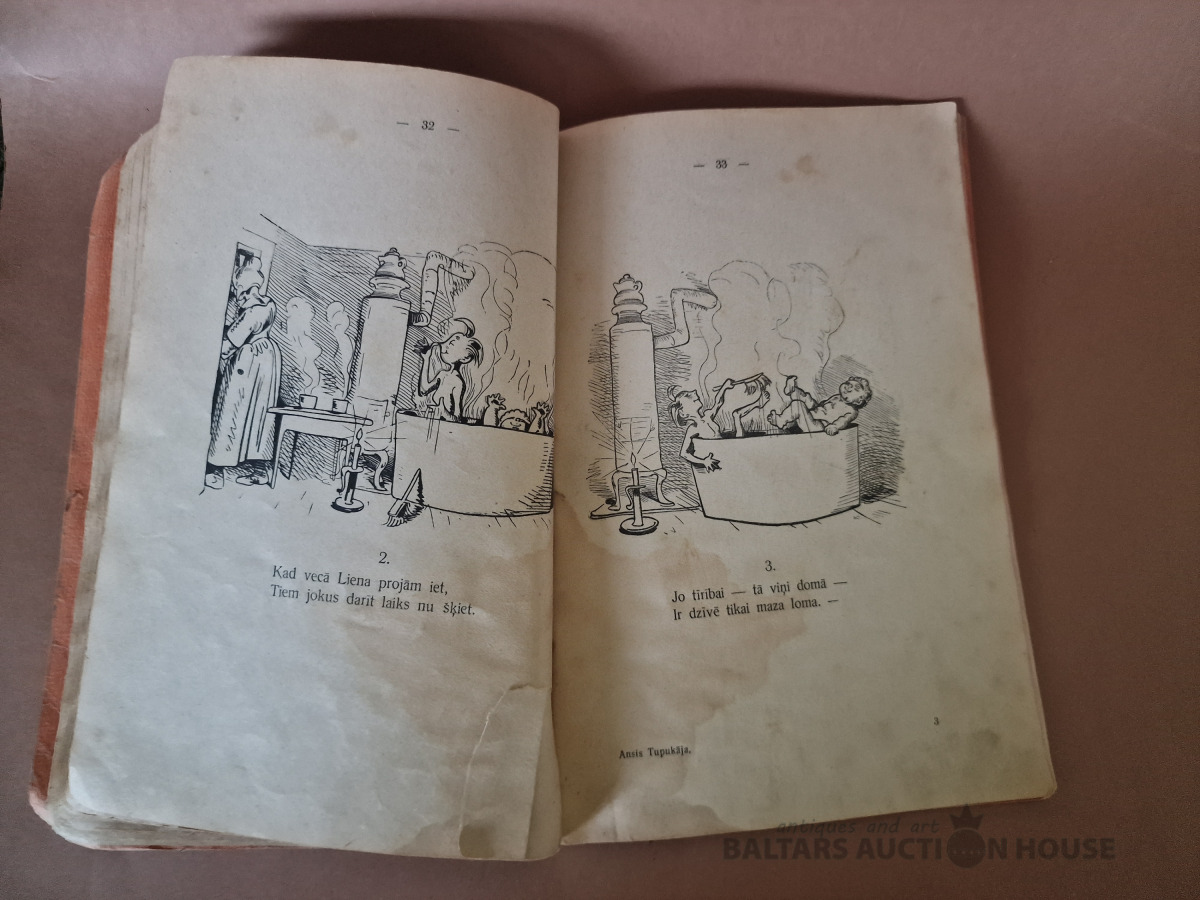 — 32 —
2.
Kad vecā Liena projām iet,
Tiem jokus darīt laiks nu šķiet.
— 33 —
3.
Jo tīrībai — tā viņi domā —
Ir dzīvē tikai maza loma. —
3
Ansis Tupukāja.
antiques and art
BALTARS AUCTION HOUSE